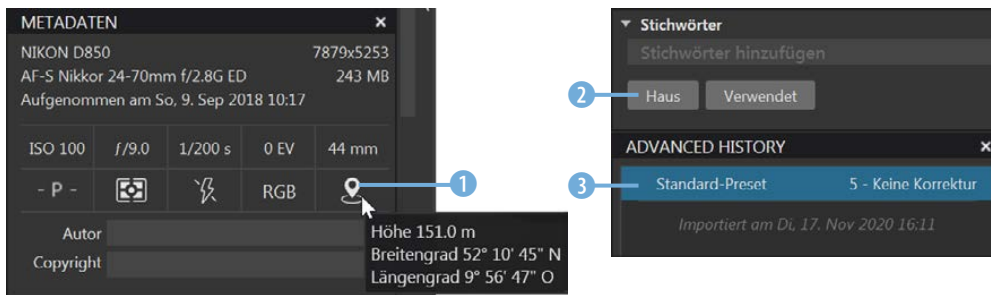 METADATEN ×
NIKON D850 7879x5253
AF-S Nikkor 24-70mm f/2.8G ED 243 MB
Aufgenommen am So, 9. Sep 2018 10:17
ISO 100 ƒ/9.0 1/200 s 0 EV 44 mm
- P - RGB
1
Autor
Copyright
Höhe 151.0 m
Breitengrad 52° 10' 45" N
Längengrad 9° 56' 47" O
Stichwörter
Stichwörter hinzufügen
2 Haus Verwendet
ADVANCED HISTORY ×
3 Standard-Preset 5 - Keine Korrektur
Importiert am Di, 17. Nov 2020 16:11